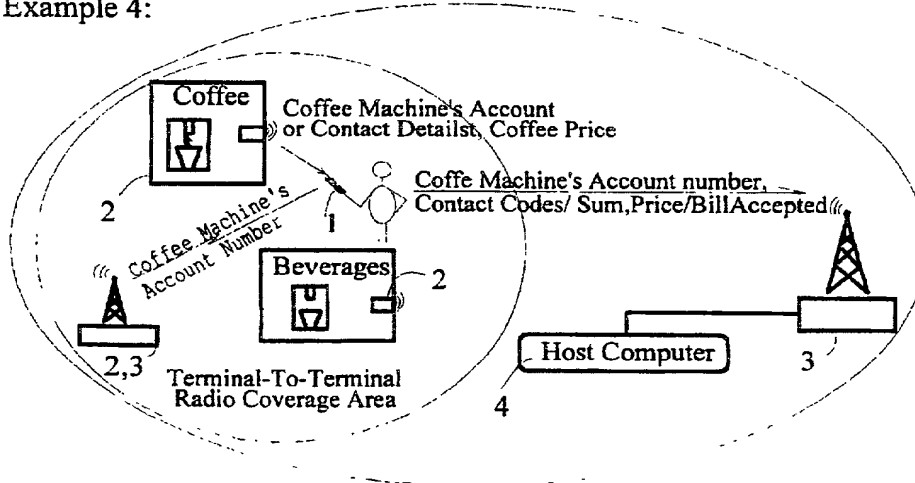 Example 4:
Coffee
Coffee Machine's Account
or Contact Detailst, Coffee Price
2
1
Coffe Machine's Account number,
Contact Codes/ Sum,Price/BillAccepted
Coffee Machine's
Account Number
Beverages
2
2,3
Terminal-To-Terminal
Radio Coverage Area
Host Computer
4
3